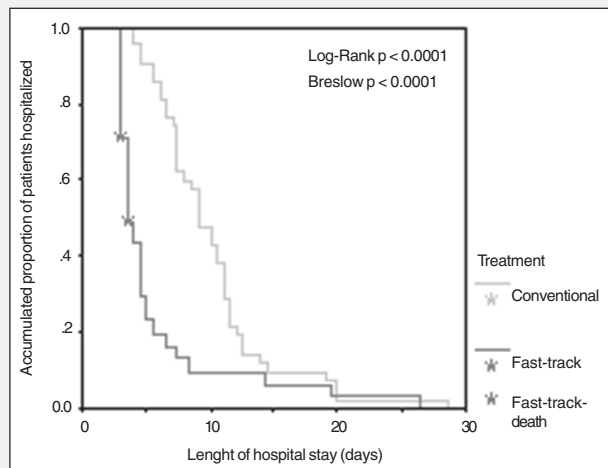 Accumulated proportion of patients hospitalized
1.0
.8
.6
.4
.2
0.0
Log-Rank p < 0.0001
Breslow p < 0.0001
0
10
20
30
Lenght of hospital stay (days)
Treatment
Conventional
Fast-track
Fast-track-
death